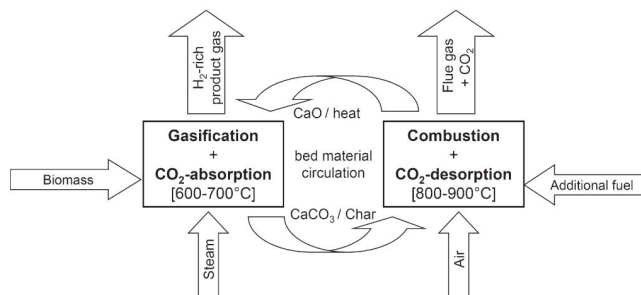 H₂-rich
product gas
Flue gas
+ CO₂
CaO / heat
Gasification
+
CO₂-absorption
[600-700°C]
bed material
circulation
Combustion
+
CO₂-desorption
[800-900°C]
Biomass
Additional fuel
CaCO₃ / Char
Steam
Air